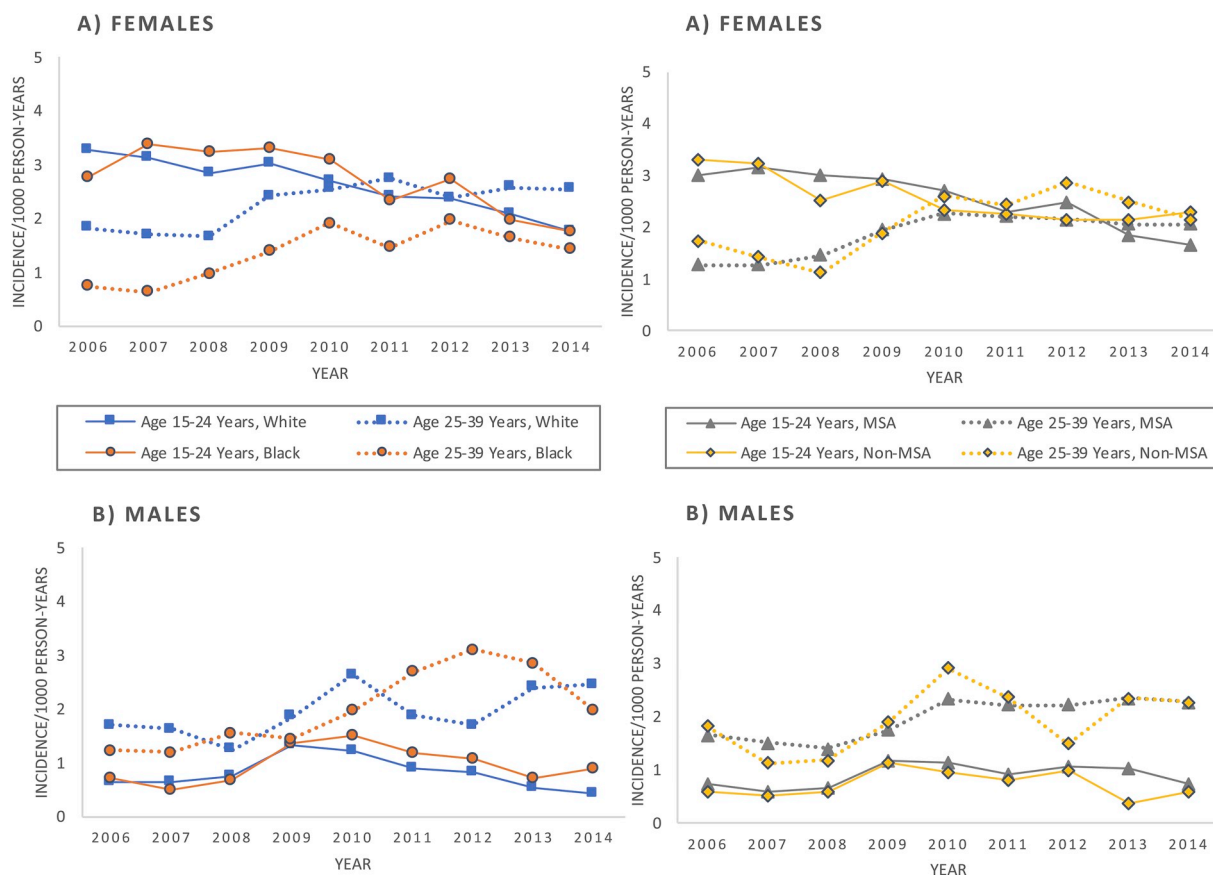 A) FEMALES
INCIDENCE/1000 PERSON-YEARS
5
4
3
2
1
0
2006 2007 2008 2009 2010 2011 2012 2013 2014
YEAR
Age 15-24 Years, White Age 25-39 Years, White
Age 15-24 Years, Black Age 25-39 Years, Black
B) MALES
INCIDENCE/1000 PERSON-YEARS
5
4
3
2
1
0
2006 2007 2008 2009 2010 2011 2012 2013 2014
YEAR
A) FEMALES
INCIDENCE/1000 PERSON-YEARS
5
4
3
2
1
0
2006 2007 2008 2009 2010 2011 2012 2013 2014
YEAR
Age 15-24 Years, MSA Age 25-39 Years, MSA
Age 15-24 Years, Non-MSA Age 25-39 Years, Non-MSA
B) MALES
INCIDENCE/1000 PERSON-YEARS
5
4
3
2
1
0
2006 2007 2008 2009 2010 2011 2012 2013 2014
YEAR